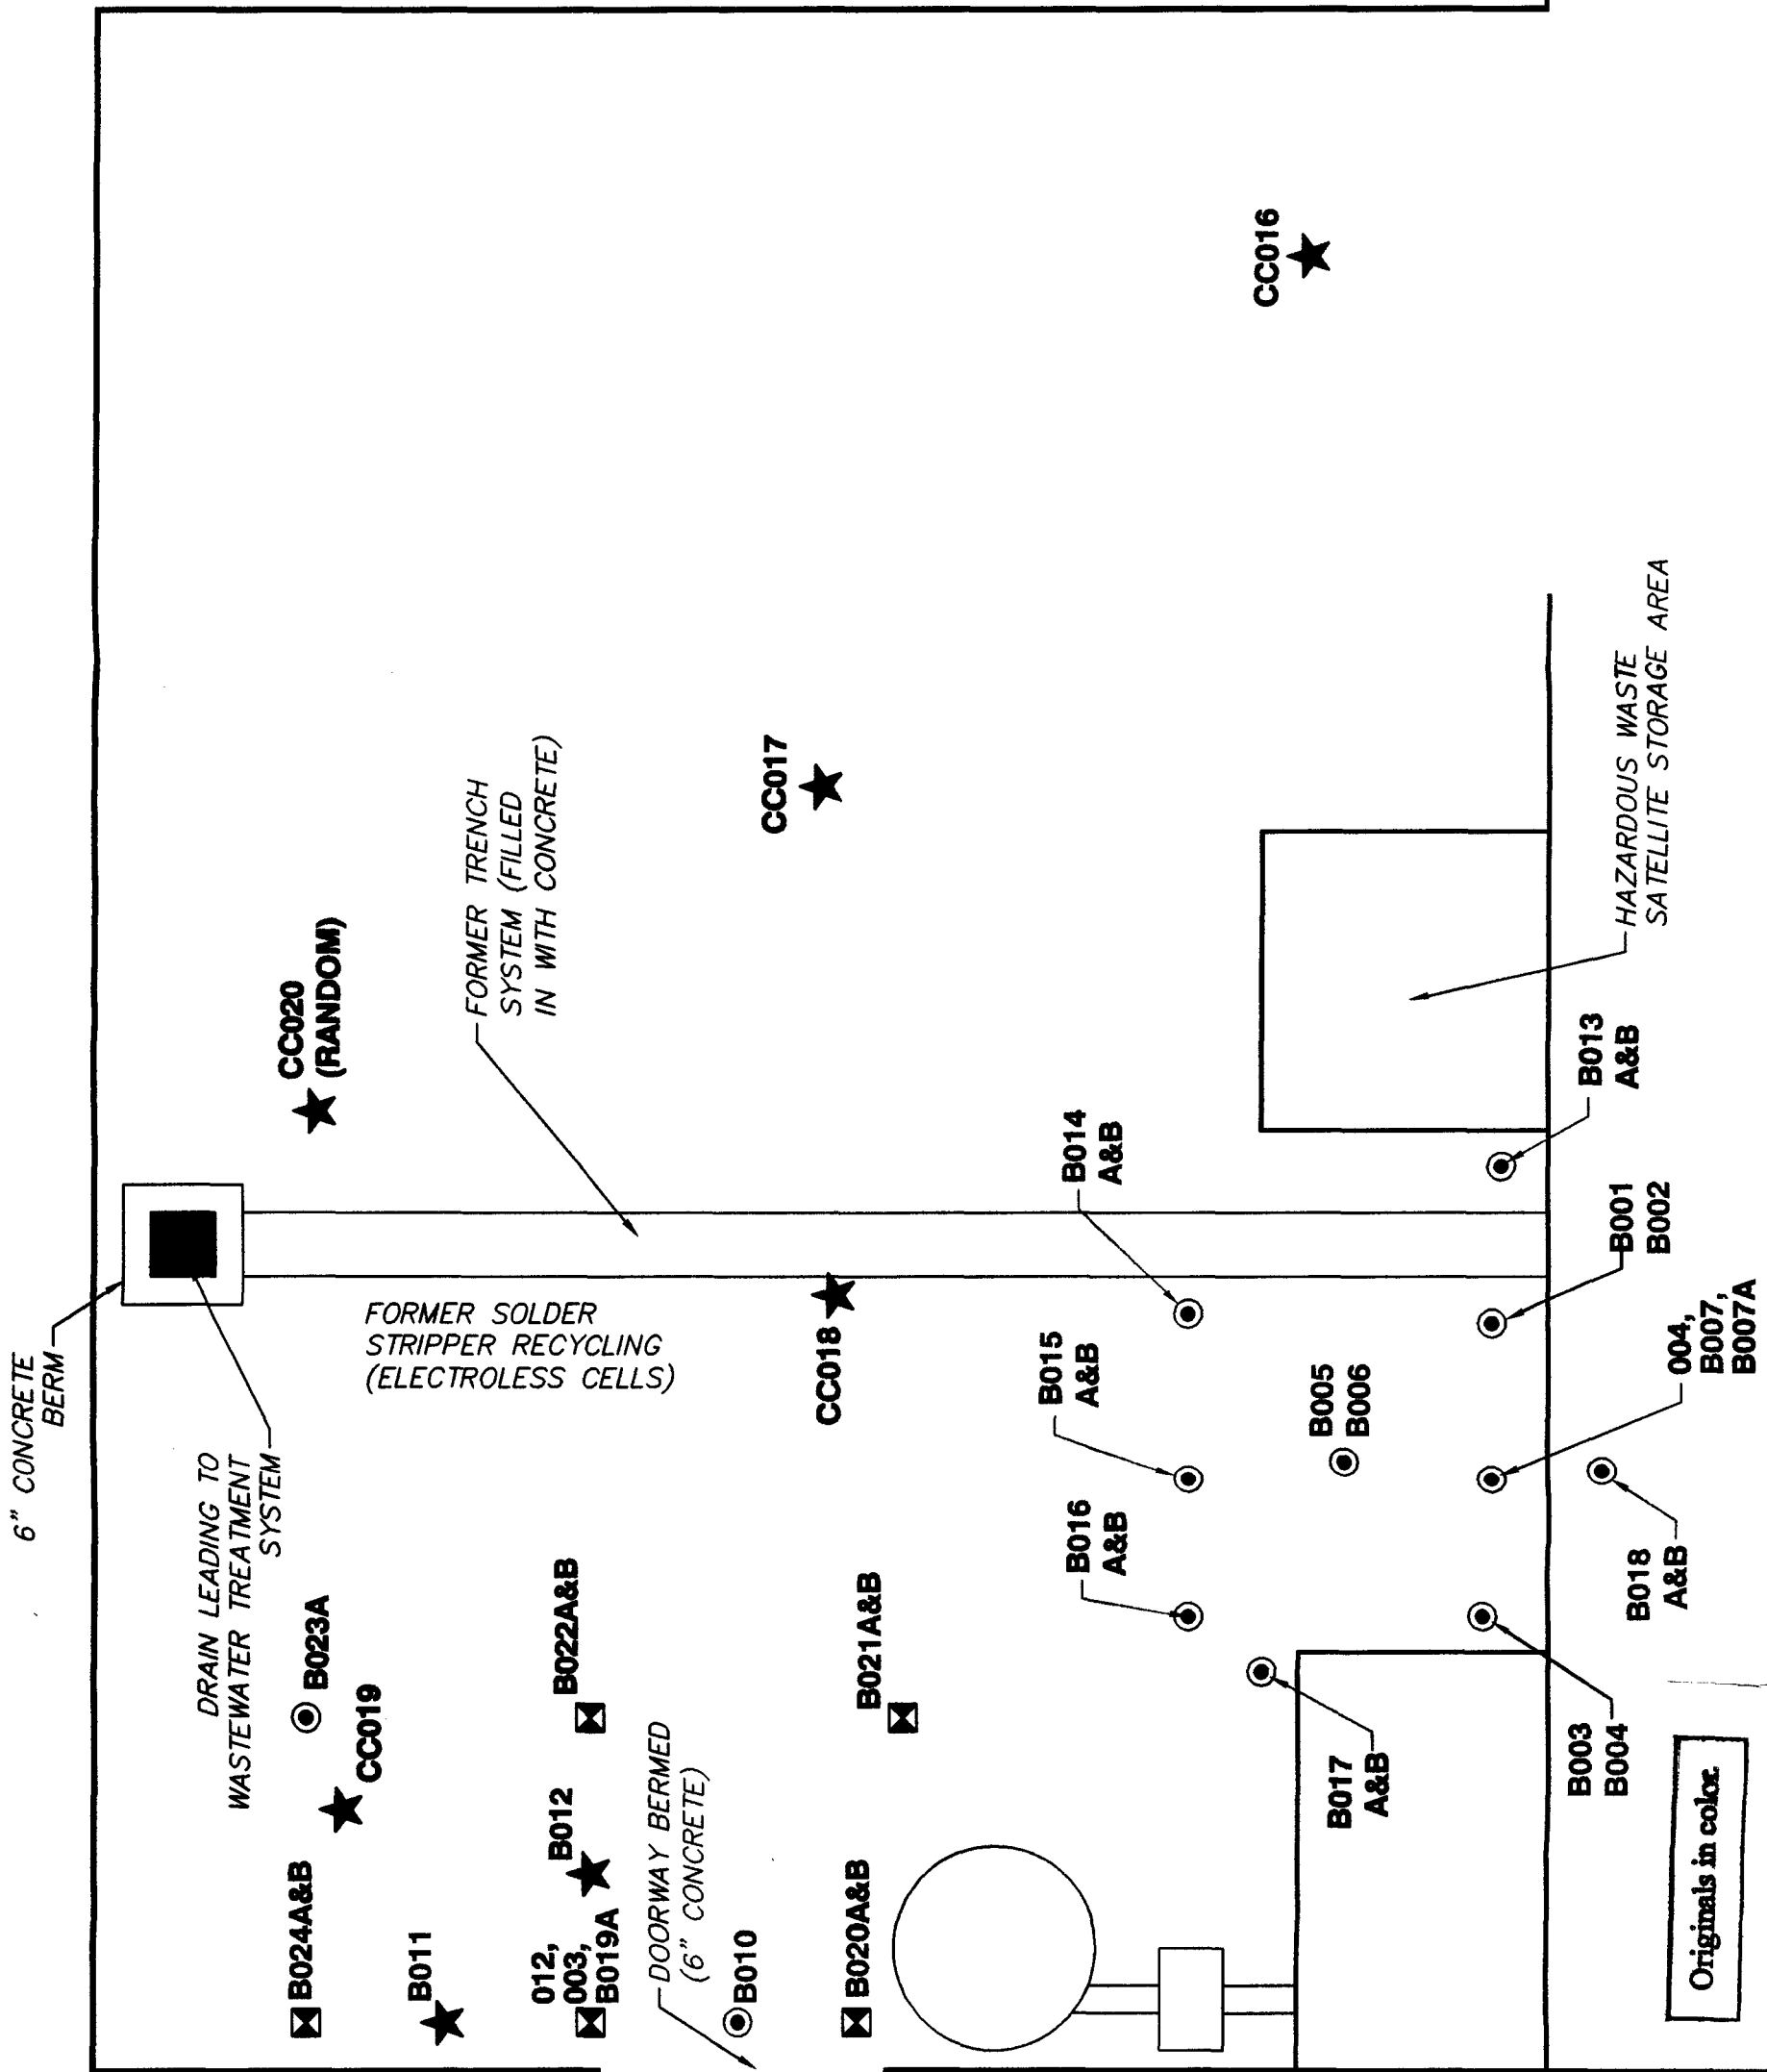 6" CONCRETE
BERM
DRAIN LEADING TO
WASTEWATER TREATMENT
SYSTEM
B024A&B
B023A
CC019
CC020
(RANDOM)
B011
FORMER SOLDER
STRIPPER RECYCLING
(ELECTROLESS CELLS)
FORMER TRENCH
SYSTEM (FILLED
IN WITH CONCRETE)
012,
003,
B019A
B012
B022A&B
DOORWAY BERMED
(6" CONCRETE)
B010
CC018
CC017
B020A&B
B021A&B
B016
A&B
B015
A&B
B014
A&B
CC016
B017
A&B
B005
B006
B003
B004
B018
A&B
004,
B007,
B007A
B001
B002
B013
A&B
HAZARDOUS WASTE
SATELLITE STORAGE AREA
Originals in color.